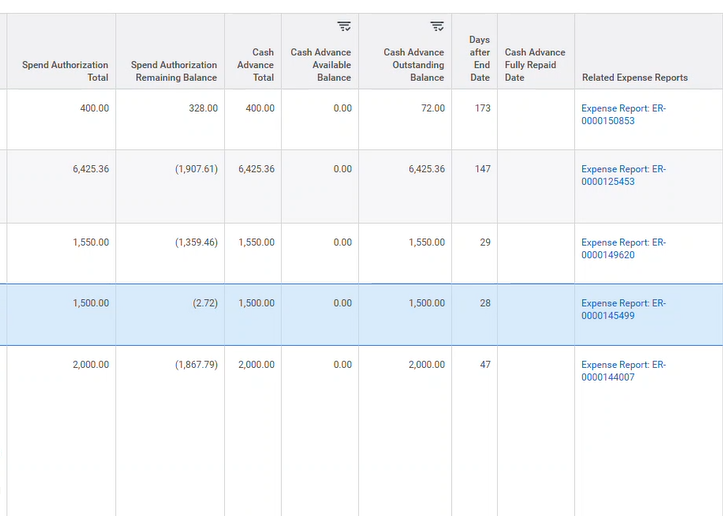 Spend Authorization Total
Spend Authorization Remaining Balance
Cash Advance Total
Cash Advance Available Balance
Cash Advance Outstanding Balance
Days after End Date
Cash Advance Fully Repaid Date
Related Expense Reports
400.00 328.00 400.00 0.00 72.00 173 Expense Report: ER-
0000150853
6,425.36 (1,907.61) 6,425.36 0.00 6,425.36 147 Expense Report: ER-
0000125453
1,550.00 (1,359.46) 1,550.00 0.00 1,550.00 29 Expense Report: ER-
0000149620
1,500.00 (2.72) 1,500.00 0.00 1,500.00 28 Expense Report: ER-
0000145499
2,000.00 (1,867.79) 2,000.00 0.00 2,000.00 47 Expense Report: ER-
0000144007